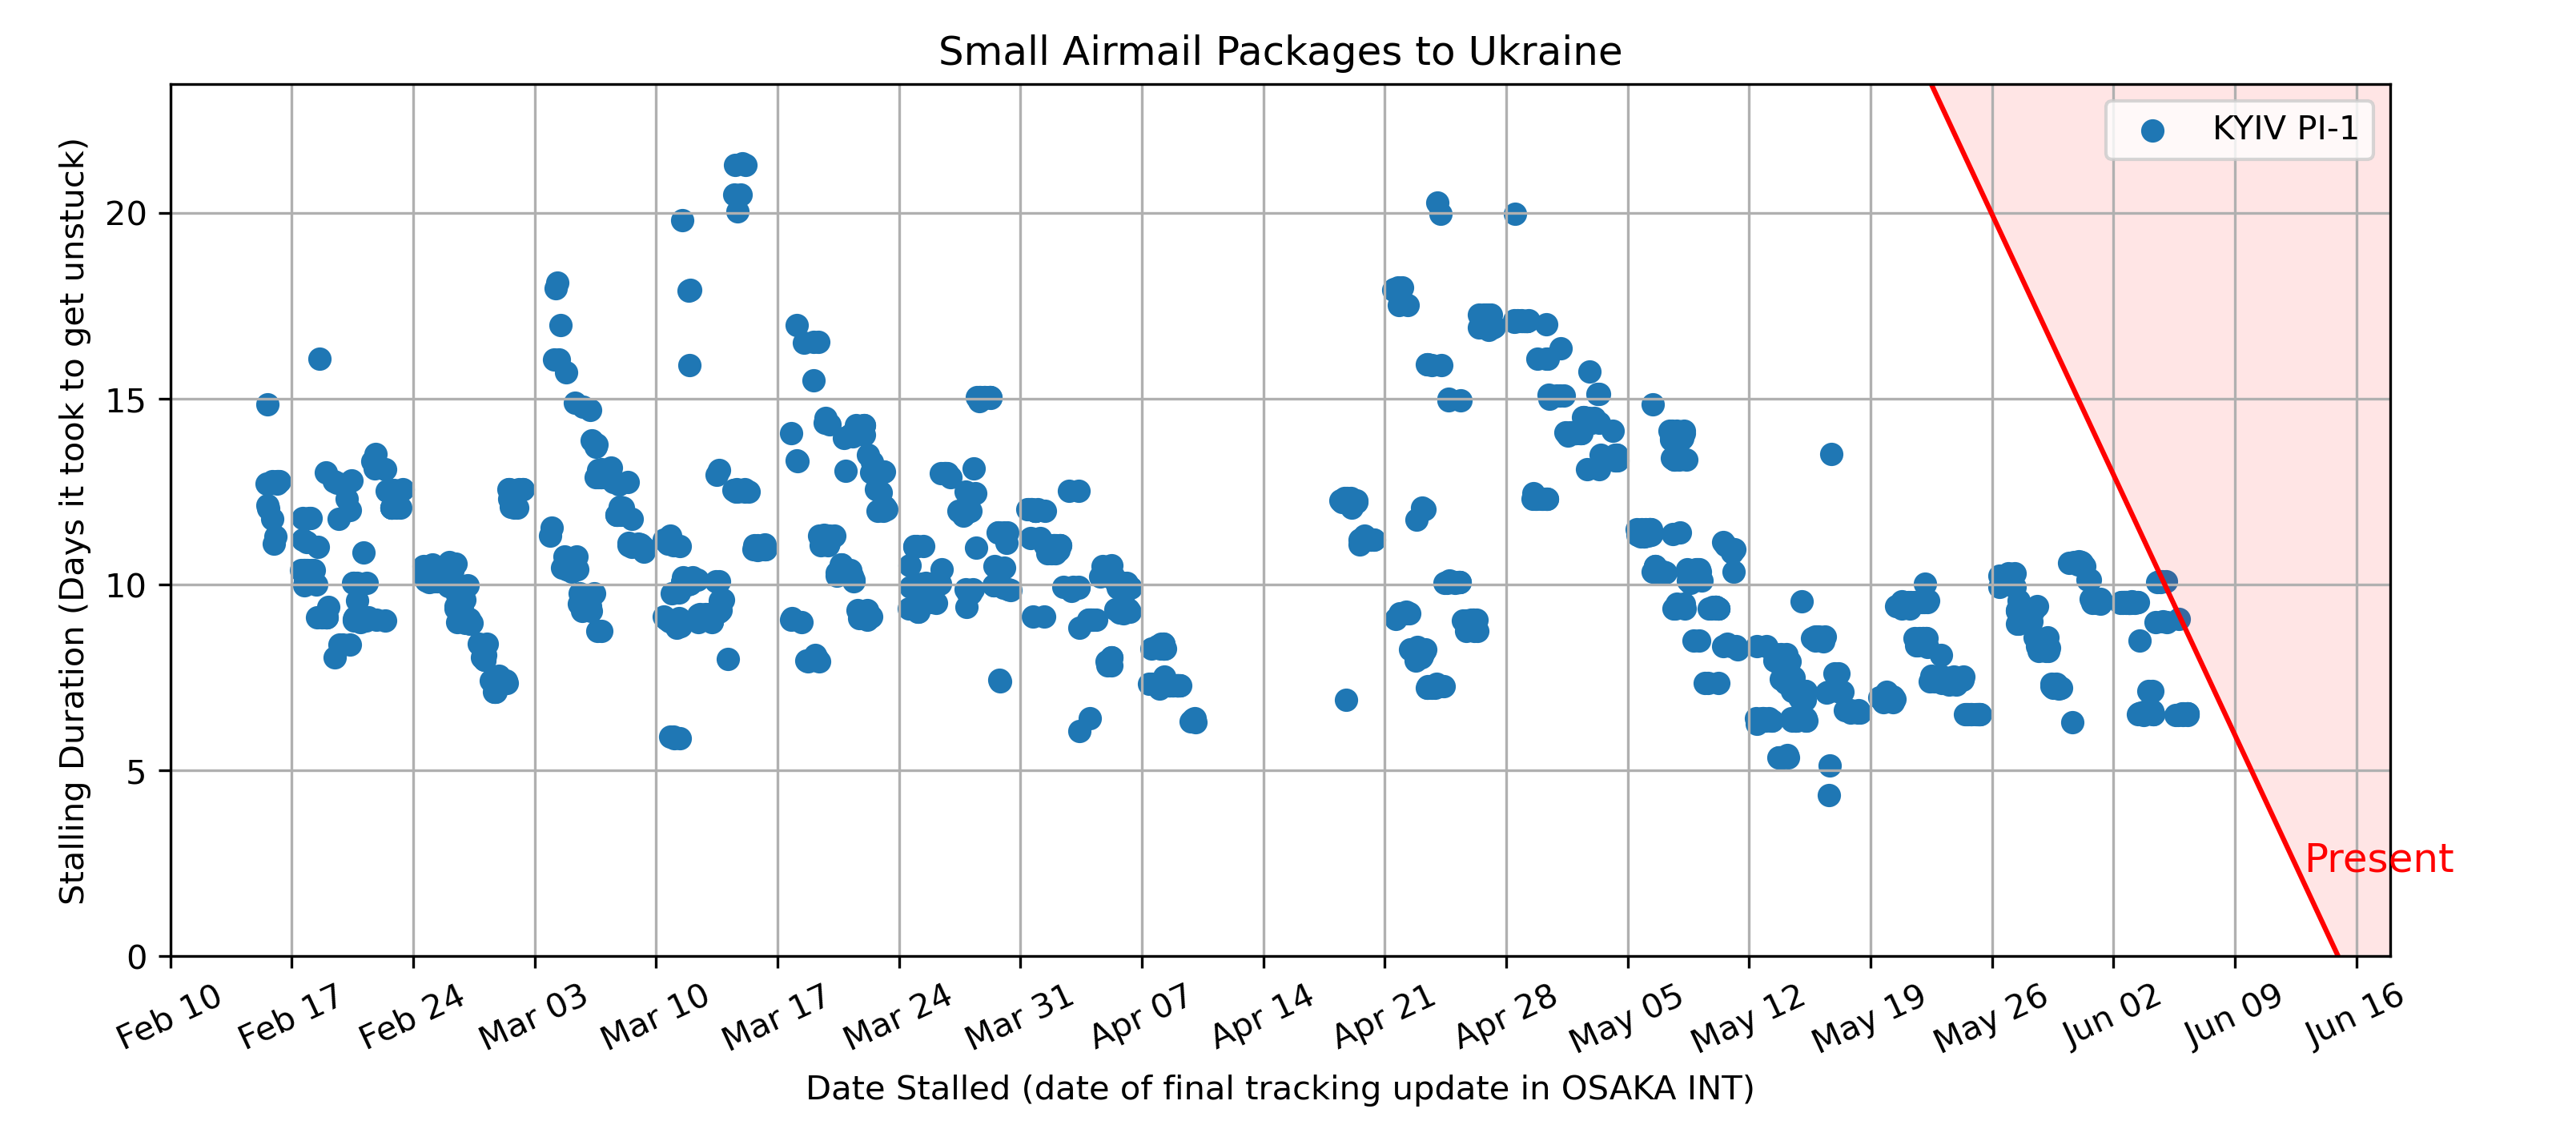 Small Airmail Packages to Ukraine
KYIV PI-1
Stalling Duration (Days it took to get unstuck)
20
15
10
5
0
Present
Feb 10
Feb 17
Feb 24
Mar 03
Mar 10
Mar 17
Mar 24
Mar 31
Apr 07
Apr 14
Apr 21
Apr 28
May 05
May 12
May 19
May 26
Jun 02
Jun 09
Jun 16
Date Stalled (date of final tracking update in OSAKA INT)